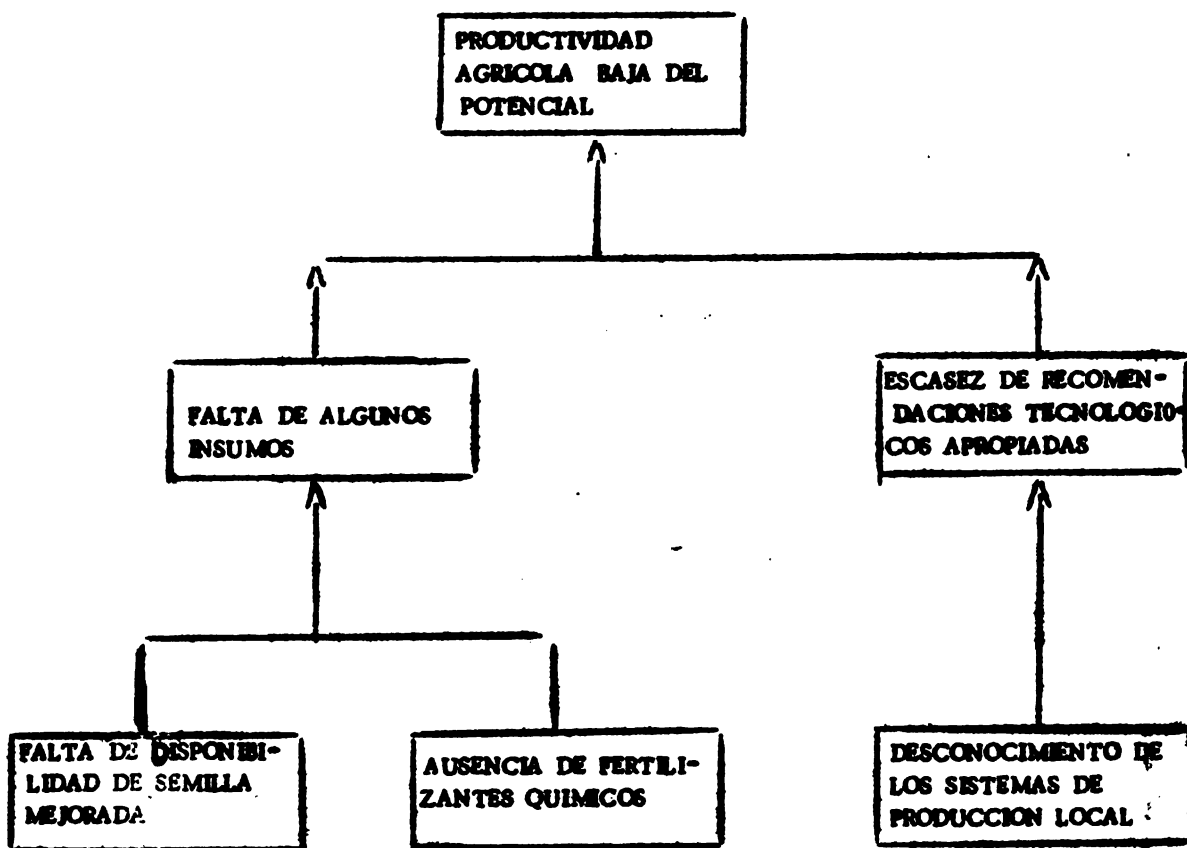 PRODUCTIVIDAD
AGRICOLA BAJA DEL
POTENCIAL
FALTA DE ALGUNOS
INSUMOS
ESCASEZ DE RECOMEN-
DACIONES TECNOLOGIO-
COS APROPIADAS
FALTA DE DISPONIBI-
LIDAD DE SEMILLA
MEJORADA
AUSENCIA DE FERTILI-
ZANTES QUIMICOS
DESCONOCIMIENTO DE
LOS SISTEMAS DE
PRODUCCION LOCAL